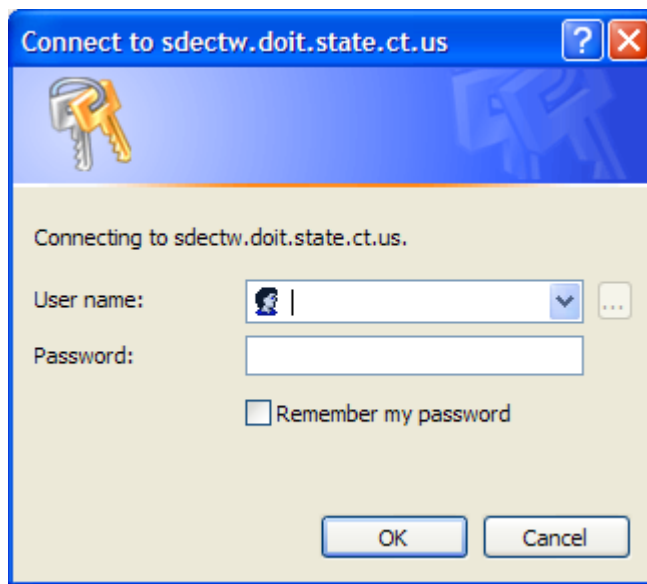 Connect to sdectw.doit.state.ct.us
Connecting to sdectw.doit.state.ct.us.
User name:
...
Password:
Remember my password
OK Cancel